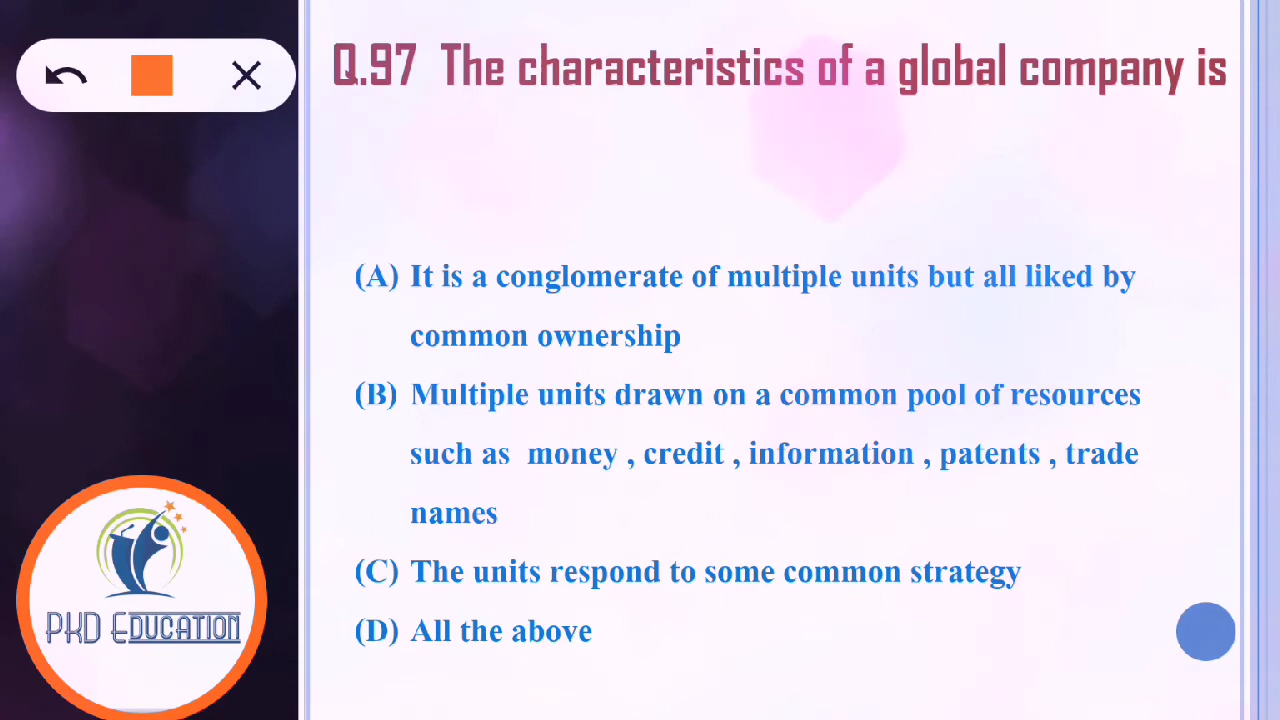 Q.97 The characteristics of a global company is
(A) It is a conglomerate of multiple units but all liked by
common ownership
(B) Multiple units drawn on a common pool of resources
such as money , credit , information , patents , trade
names
(C) The units respond to some common strategy
(D) All the above
PKD EDUCATION